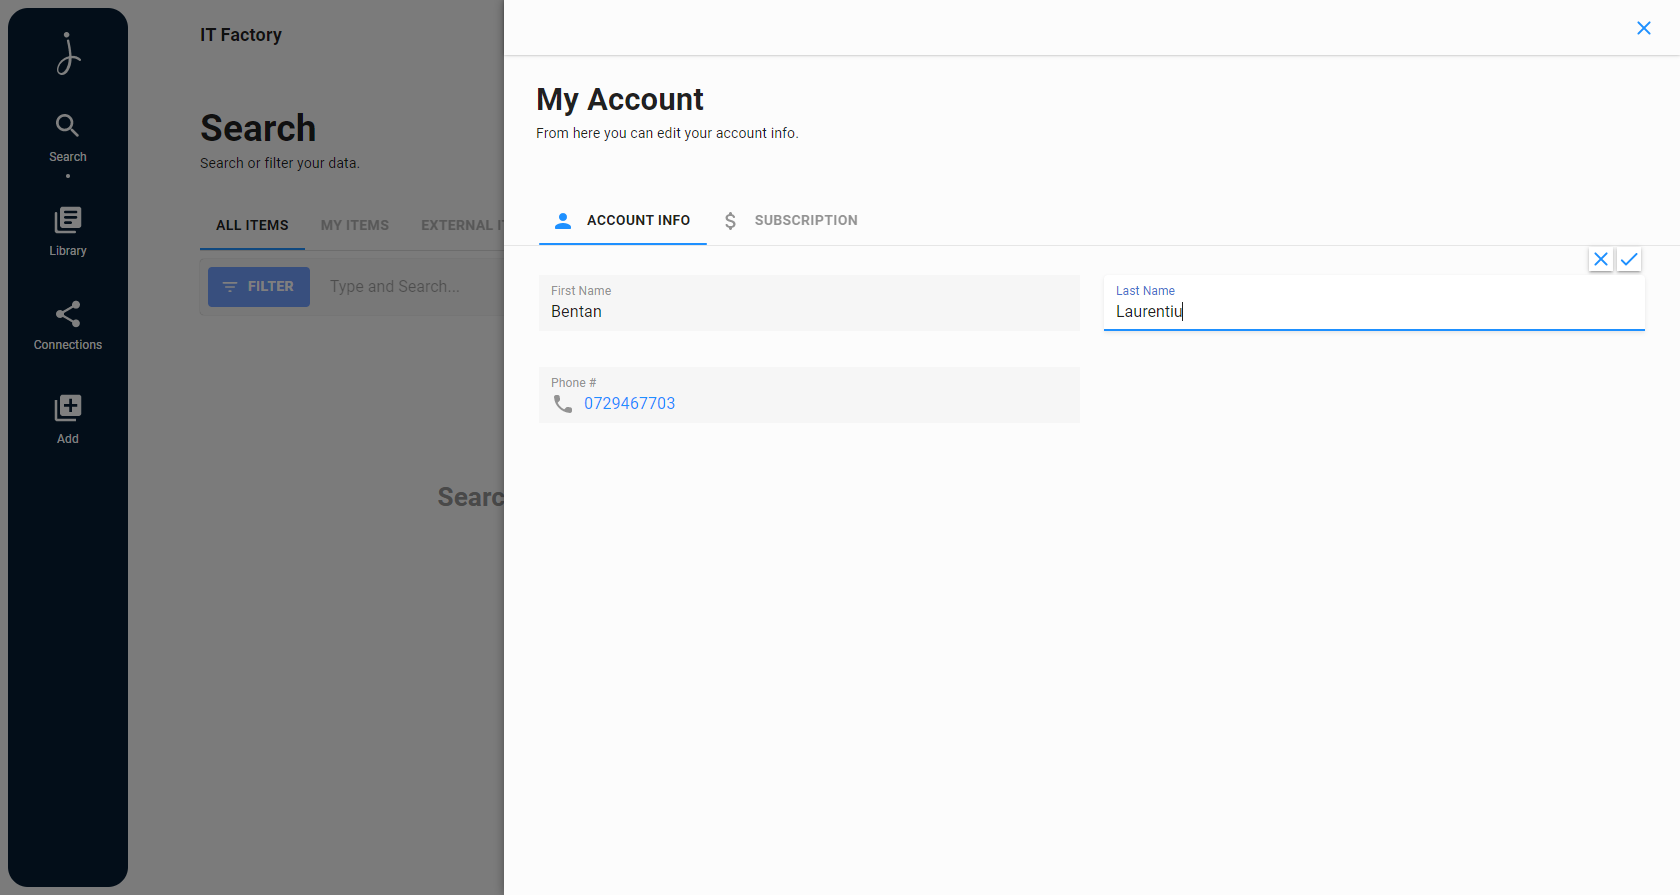 IT Factory
Search
Search or filter your data.
ALL ITEMS
MY ITEMS
EXTERNAL
FILTER
Type and Search...
Search
Library
Connections
Add
My Account
From here you can edit your account info.
ACCOUNT INFO
SUBSCRIPTION
First Name
Bentan
Last Name
Laurentiu
Phone #
0729467703